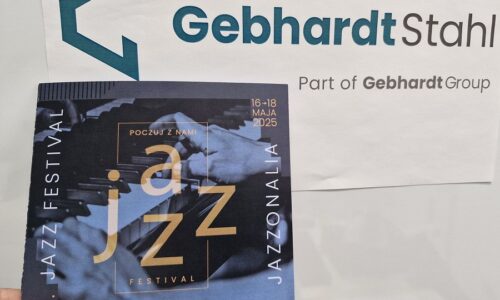 GebhardtStahl
Part of GebhardtGroup
16→18
MAJA
2025
POCZUJ Z NAMI
jazz
FESTIVAL
JAZZ FESTIVAL
JAZZONALIA